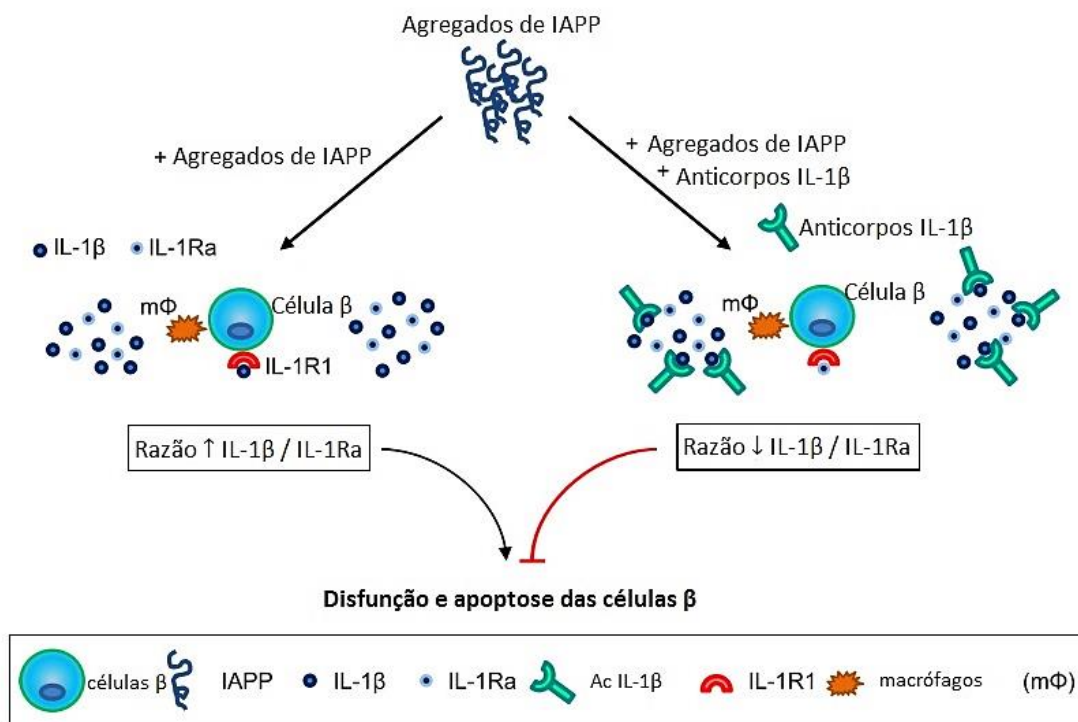 Agregados de IAPP
+ Agregados de IAPP
+ Agregados de IAPP
+ Anticorpos IL-1β
Anticorpos IL-1β
IL-1β
IL-1Ra
mΦ
Célula β
IL-1R1
mΦ
Célula β
Razão ↑ IL-1β / IL-1Ra
Razão ↓ IL-1β / IL-1Ra
Disfunção e apoptose das células β
células β
IAPP
IL-1β
IL-1Ra
Ac IL-1β
IL-1R1
macrófagos
(mΦ)